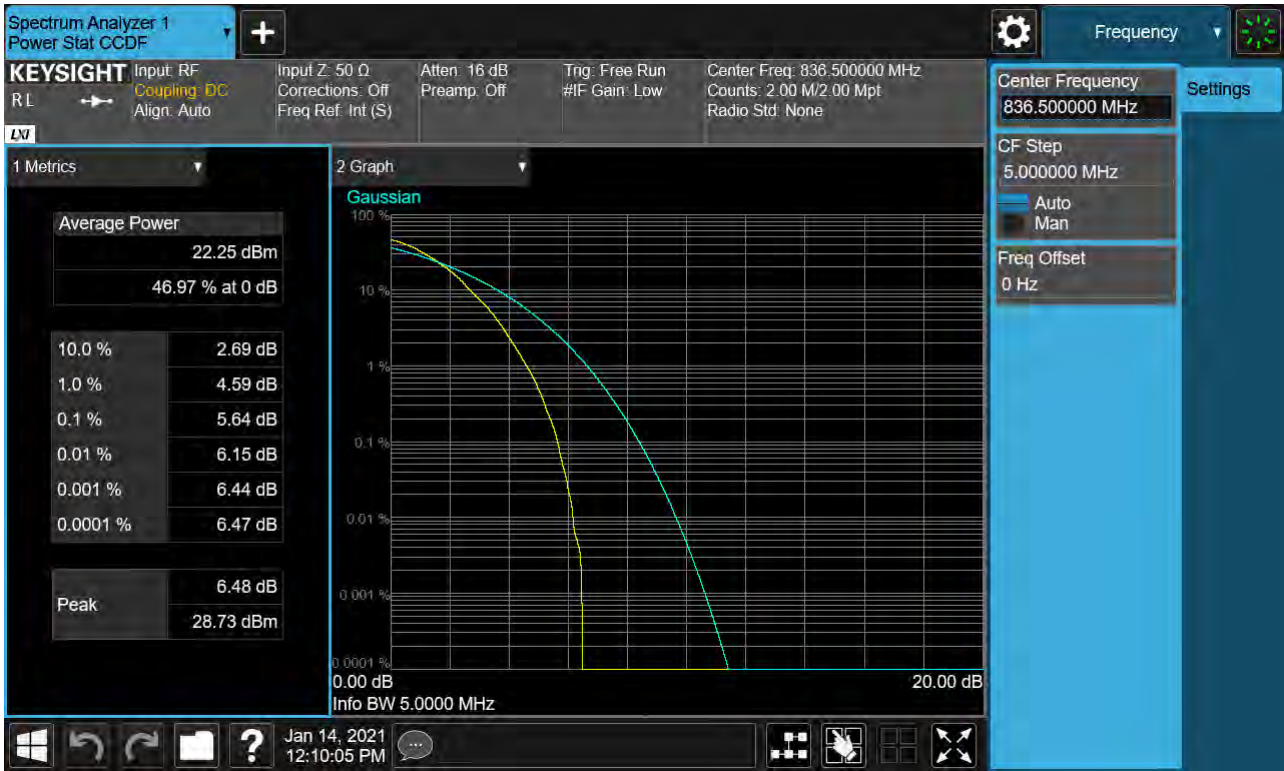 Spectrum Analyzer 1
Power Stat CCDF
+
Frequency
KEYSIGHT
R L
LXI
Input: RF
Coupling: DC
Align: Auto
Input Z: 50 Ω
Corrections: Off
Freq Ref: Int (S)
Atten: 16 dB
Preamp: Off
Trig: Free Run
#IF Gain: Low
Center Freq: 836.500000 MHz
Counts: 2.00 M/2.00 Mpt
Radio Std: None
Center Frequency
836.500000 MHz
Settings
CF Step
5.000000 MHz
Auto
Man
Freq Offset
0 Hz
1 Metrics
Average Power
22.25 dBm
46.97 % at 0 dB
10.0 % 2.69 dB
1.0 % 4.59 dB
0.1 % 5.64 dB
0.01 % 6.15 dB
0.001 % 6.44 dB
0.0001 % 6.47 dB
Peak
6.48 dB
28.73 dBm
2 Graph
Gaussian
100 %
10 %
1 %
0.1 %
0.01 %
0.001 %
0.0001 %
0.00 dB 20.00 dB
Info BW 5.0000 MHz
?
Jan 14, 2021
12:10:05 PM